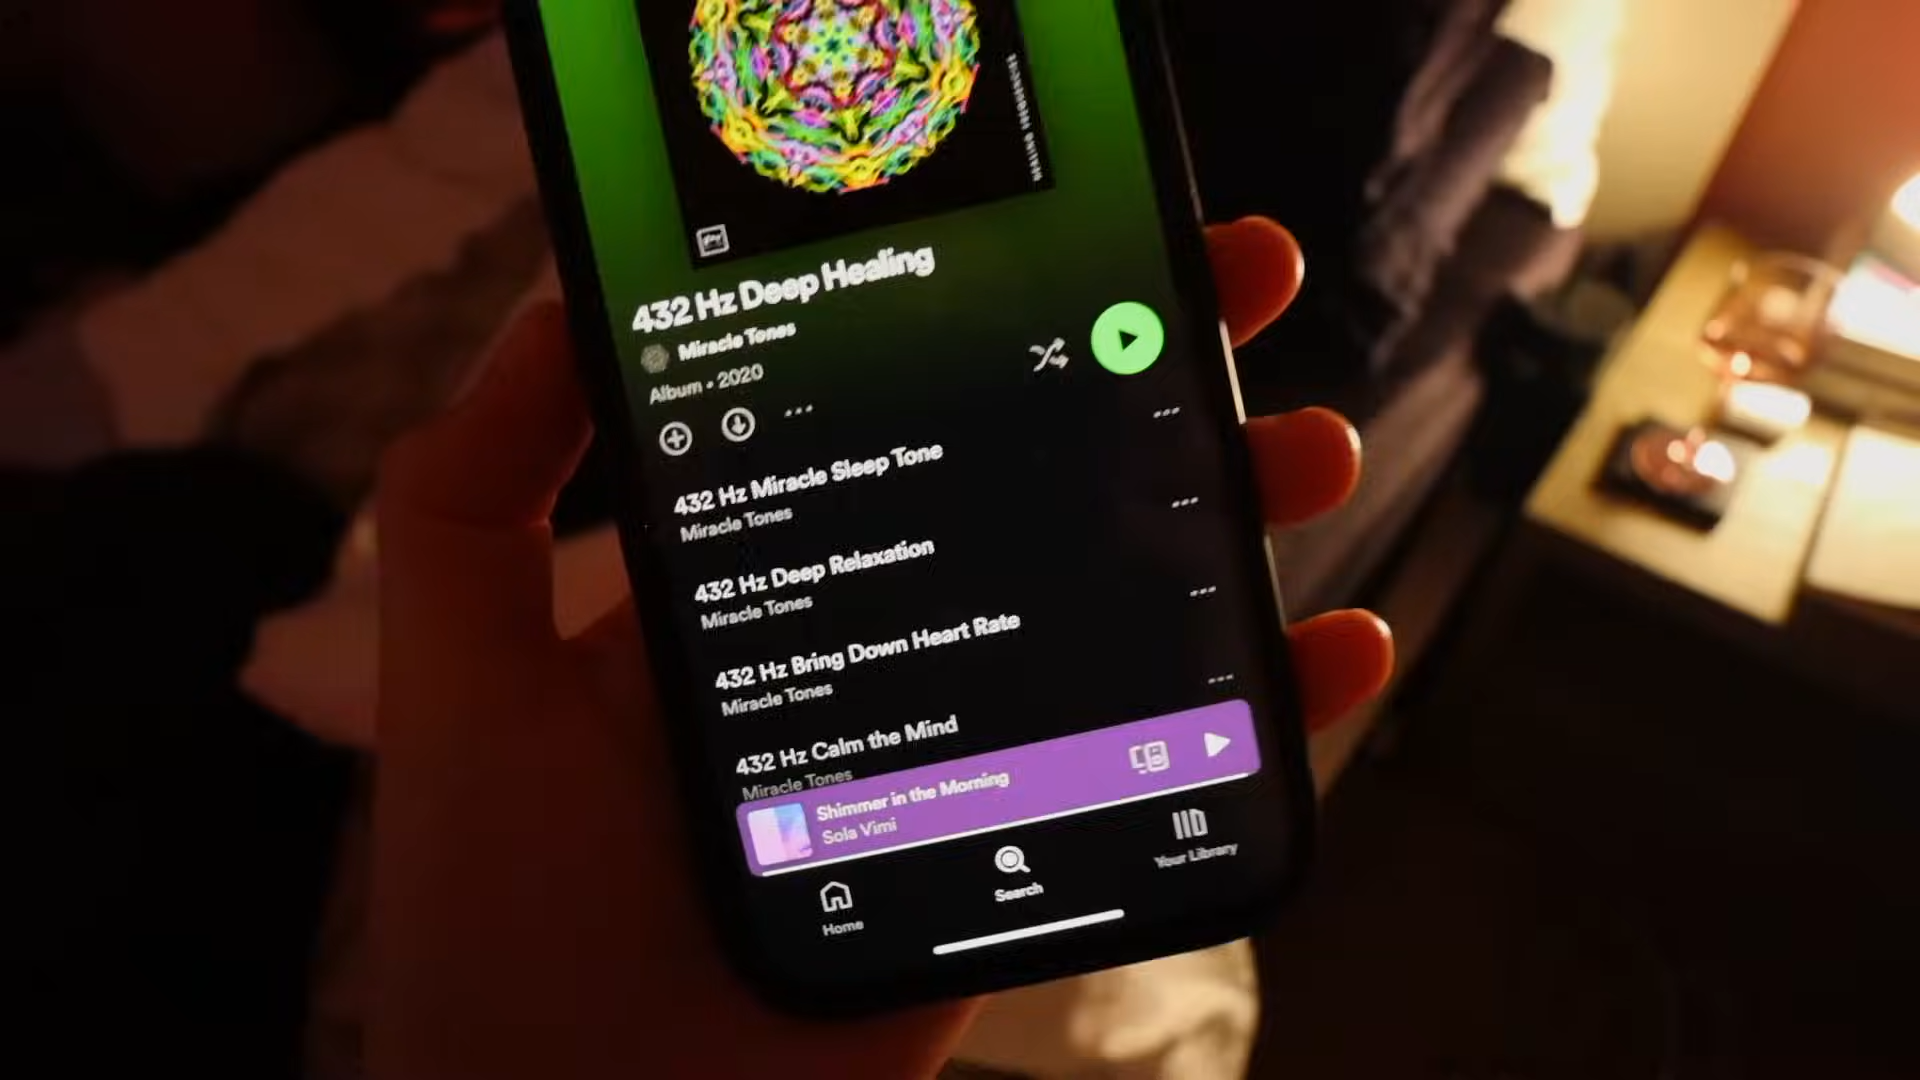 HEALING FREQUENCIES
432 Hz Deep Healing
Miracle Tones
Album • 2020
432 Hz Miracle Sleep Tone
Miracle Tones
432 Hz Deep Relaxation
Miracle Tones
432 Hz Bring Down Heart Rate
Miracle Tones
432 Hz Calm the Mind
Miracle Tones
Shimmer in the Morning
Sola Vimi
Home
Search
Your Library